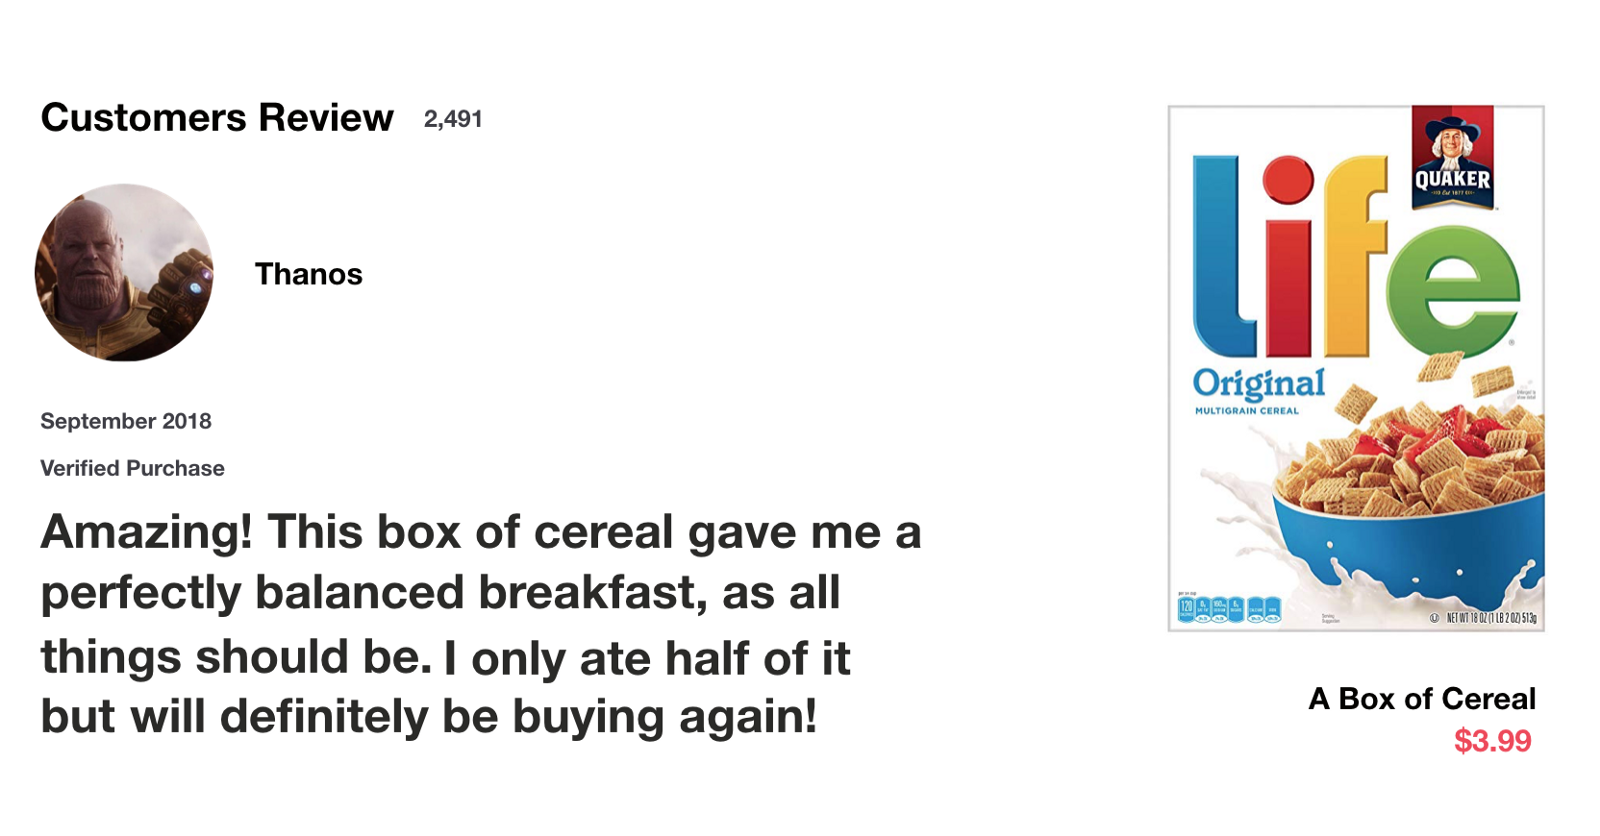 Customers Review 2,491
Thanos
September 2018
Verified Purchase
Amazing! This box of cereal gave me a
perfectly balanced breakfast, as all
things should be. I only ate half of it
but will definitely be buying again!
QUAKER
life
Original
MULTIGRAIN CEREAL
NET WT 18 OZ (1 LB 2 OZ) 513g
A Box of Cereal
$3.99